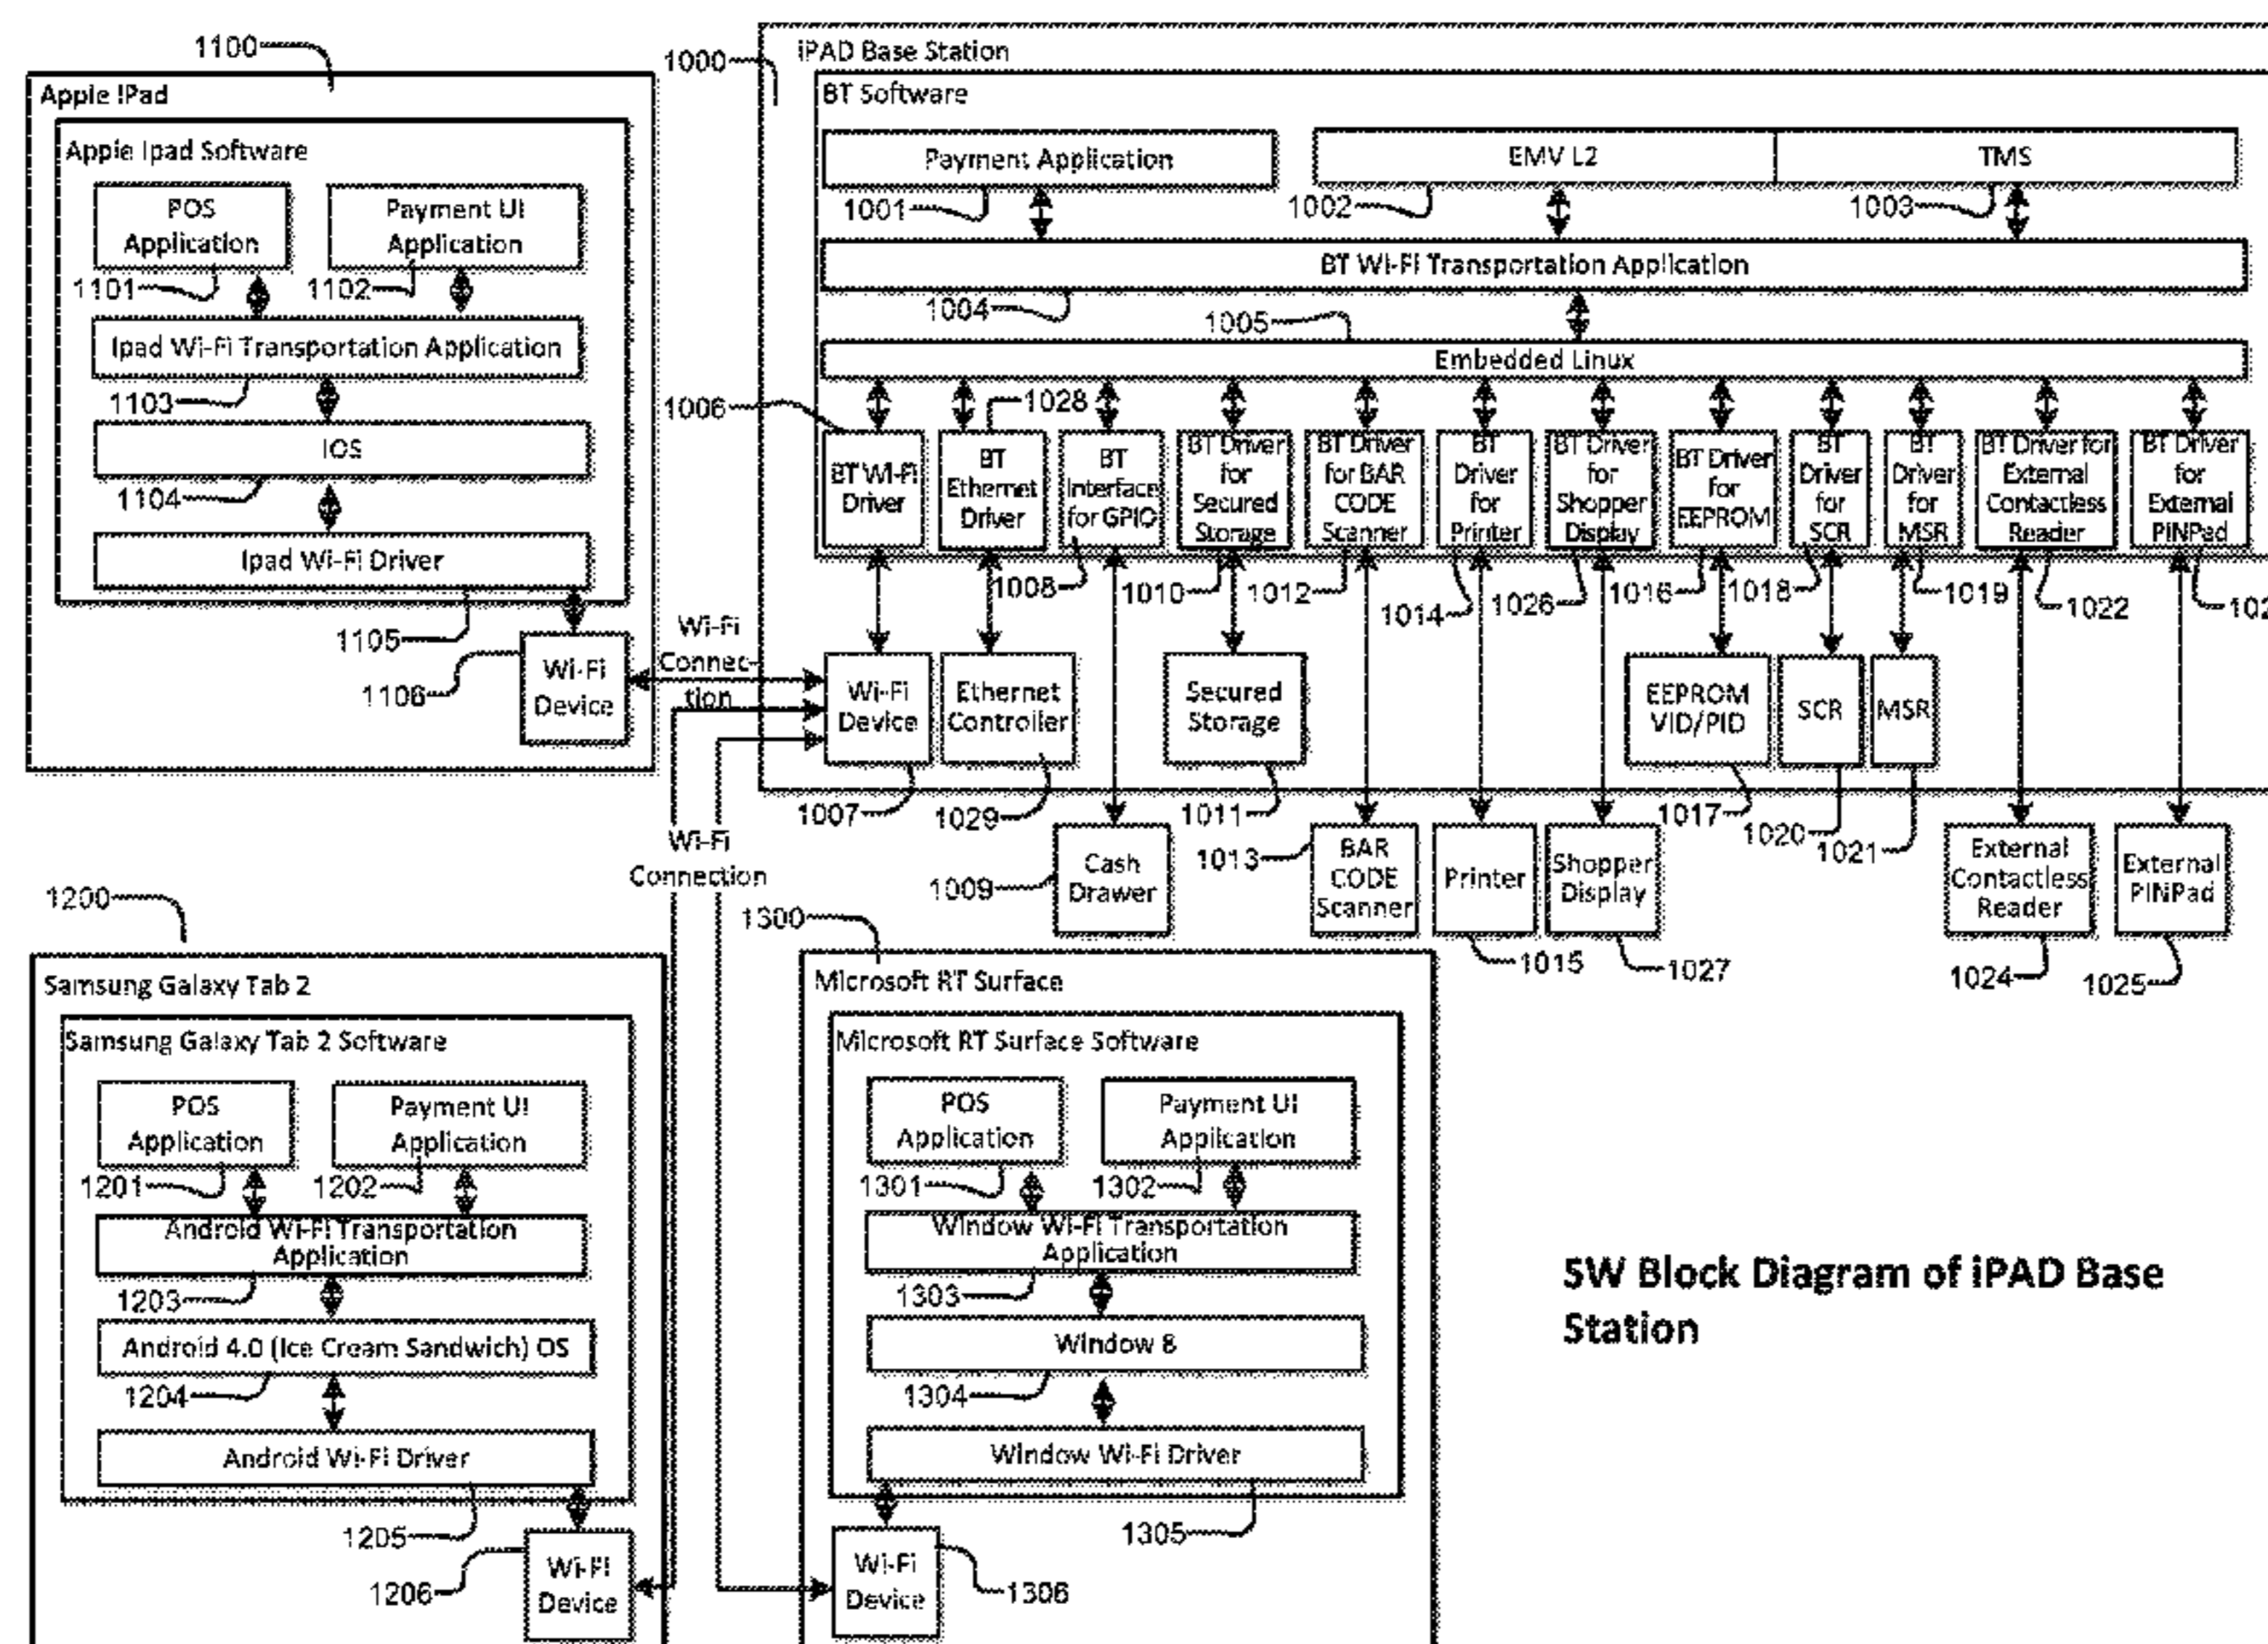 1100
Apple IPad
Apple Ipad Software
POS
Application
Payment UI
Application
1101
1102
Ipad Wi-Fi Transportation Application
1103
IOS
1104
Ipad Wi-Fi Driver
1105
1106
Wi-Fi
Device
Wi-Fi
Connec-
tion
1000
iPAD Base Station
BT Software
Payment Application
EMV L2
TMS
1001
1002
1003
BT Wi-Fi Transportation Application
1004
1005
Embedded Linux
1006
1028
BT Wi-Fi
Driver
BT
Ethernet
Driver
BT
Interface
for GPIO
BT Driver
for
Secured
Storage
BT Driver
for BAR
CODE
Scanner
BT
Driver
for
Printer
BT Driver
for
Shopper
Display
BT Driver
for
EEPROM
BT
Driver
for
SCR
BT
Driver
for
MSR
BT Driver for
External
Contactless
Reader
BT Driver
for
External
PINPad
1008
1010
1012
1014
1026
1016
1018
1019
1022
Wi-Fi
Device
Ethernet
Controller
Secured
Storage
EEPROM
VID/PID
SCR
MSR
1007
1029
1011
1017
1020
1021
Wi-Fi
Connection
1009
Cash
Drawer
1013
BAR
CODE
Scanner
Printer
Shopper
Display
External
Contactless
Reader
External
PINPad
1015
1027
1024
1025
1200
Samsung Galaxy Tab 2
Samsung Galaxy Tab 2 Software
POS
Application
Payment UI
Application
1201
1202
Android Wi-Fi Transportation
Application
1203
Android 4.0 (Ice Cream Sandwich) OS
1204
Android Wi-Fi Driver
1205
1206
Wi-Fi
Device
1300
Microsoft RT Surface
Microsoft RT Surface Software
POS
Application
Payment UI
Application
1301
1302
Window Wi-Fi Transportation
Application
1303
Window 8
1304
Window Wi-Fi Driver
1305
Wi-Fi
Device
1306
SW Block Diagram of iPAD Base
Station